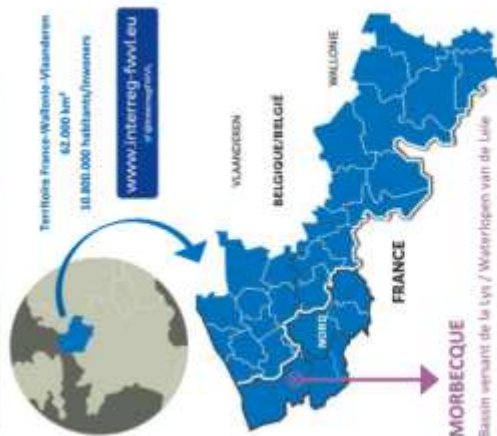 Territoire France-Wallonie-Vlaanderen
62.000 km²
10.800.000 habitants/inwoners
www.interreg-fwvl.eu
VLAANDEREN
BELGIQUE/BELGIË
WALLONIE
NORD
FRANCE
MORBECQUE
Bassin versant de la Lys / Waterlopen van de Leie